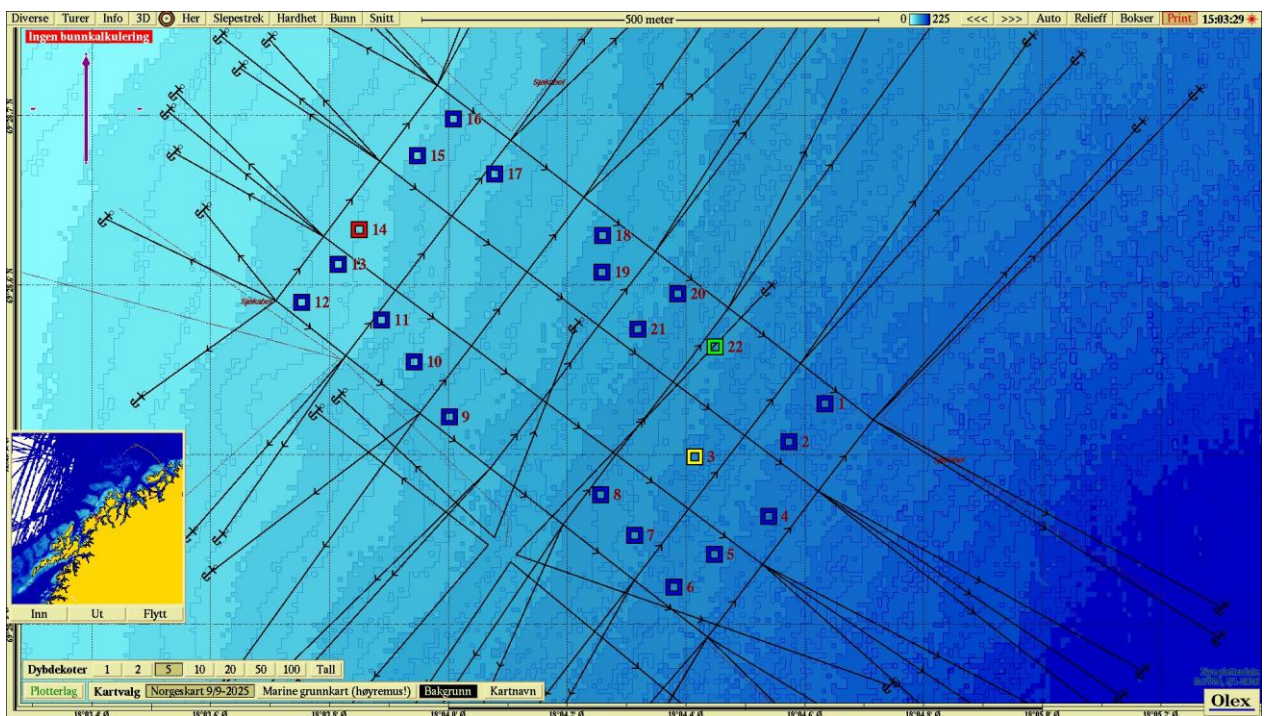 Diverse Turer Info 3D Her Slepestrek Hardhet Bunn Snitt 500 meter 0 225 <<< >>> Auto Relieff Bokser Print 15:03:29
Ingen bunnkalkulering
Sjøkabel
16
15
17
14
18
13
19
Sjøkabel
12
20
11
21
22
10
1
9
2
3
Sjøkabel
8
4
7
5
6
Inn Ut Flytt
Dybdekoter 1 2 5 10 20 50 100 Tall
Plotterlag Kartvalg Norgeskart 9/9-2025 Marine grunnkart (høyremus!) Bakgrunn Kartnavn
Olex